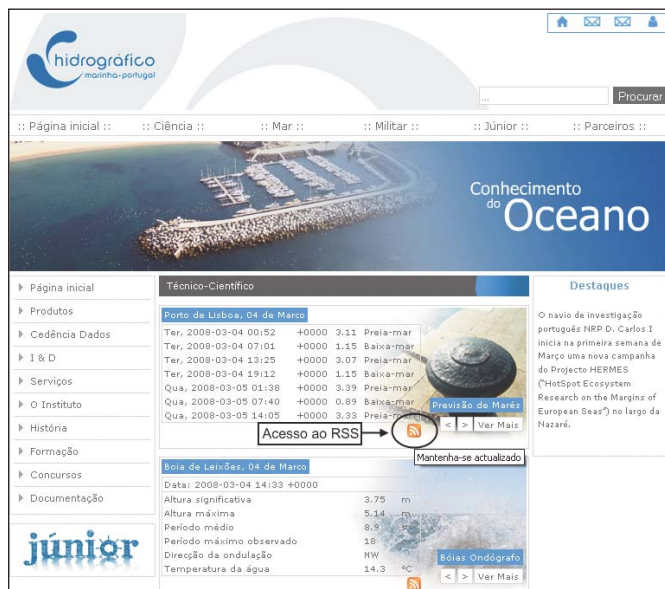 hidrográfico
marinha-portugal
...
Procurar
:: Página inicial :: :: Ciência :: :: Mar :: :: Militar :: :: Júnior :: :: Parceiros ::
Conhecimento
do
Oceano
Página inicial
Produtos
Cedência Dados
I & D
Serviços
O Instituto
História
Formação
Concursos
Documentação
júnior
Técnico-Científico
Porto de Lisboa, 04 de Marco
Ter, 2008-03-04 00:52 +0000 3.11 Preia-mar
Ter, 2008-03-04 07:01 +0000 1.15 Baixa-mar
Ter, 2008-03-04 13:25 +0000 3.07 Preia-mar
Ter, 2008-03-04 19:12 +0000 1.15 Baixa-mar
Qua, 2008-03-05 01:38 +0000 3.39 Preia-mar
Qua, 2008-03-05 07:40 +0000 0.89 Baixa-mar
Qua, 2008-03-05 14:05 +0000 3.33 Preia-mar
Previsão de Marés
< > Ver Mais
Acesso ao RSS
Mantenha-se actualizado
Boia de Leixões, 04 de Marco
Data: 2008-03-04 14:33 +0000
Altura significativa 3.75 m
Altura máxima 5.14 m
Período médio 8.9
Período máximo observado 18
Direcção da ondulação NW
Temperatura da água 14.3 ºC
Bóias Ondógrafo
< > Ver Mais
Destaques
O navio de investigação
português NRP D. Carlos I
inicia na primeira semana de
Março uma nova campanha
do Projecto HERMES
("HotSpot Ecosystem
Research on the Margins of
European Seas") no largo da
Nazaré.